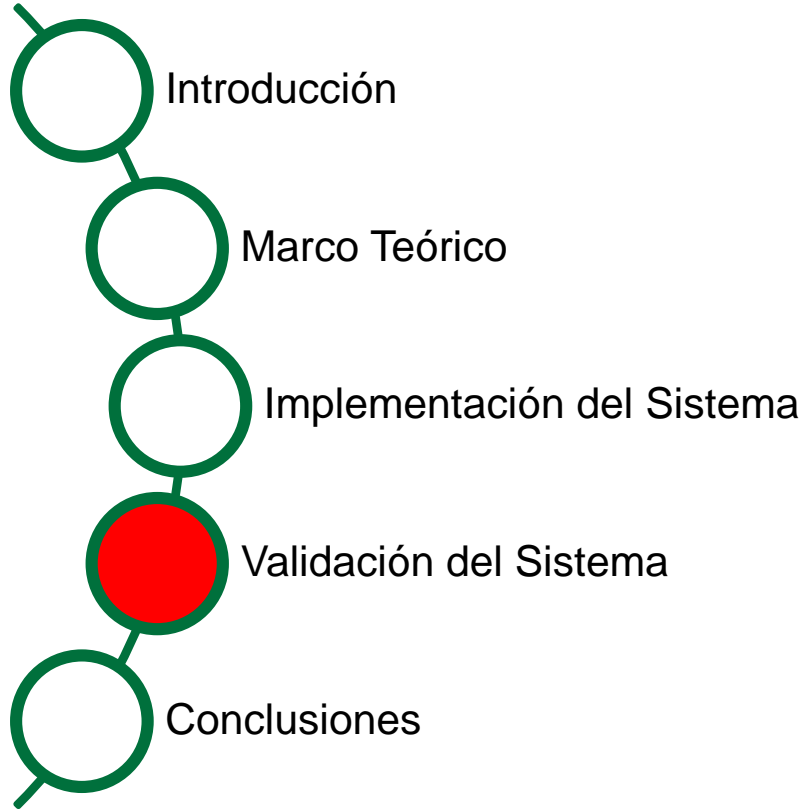 Introducción
Marco Teórico
Implementación del Sistema
Validación del Sistema
Conclusiones